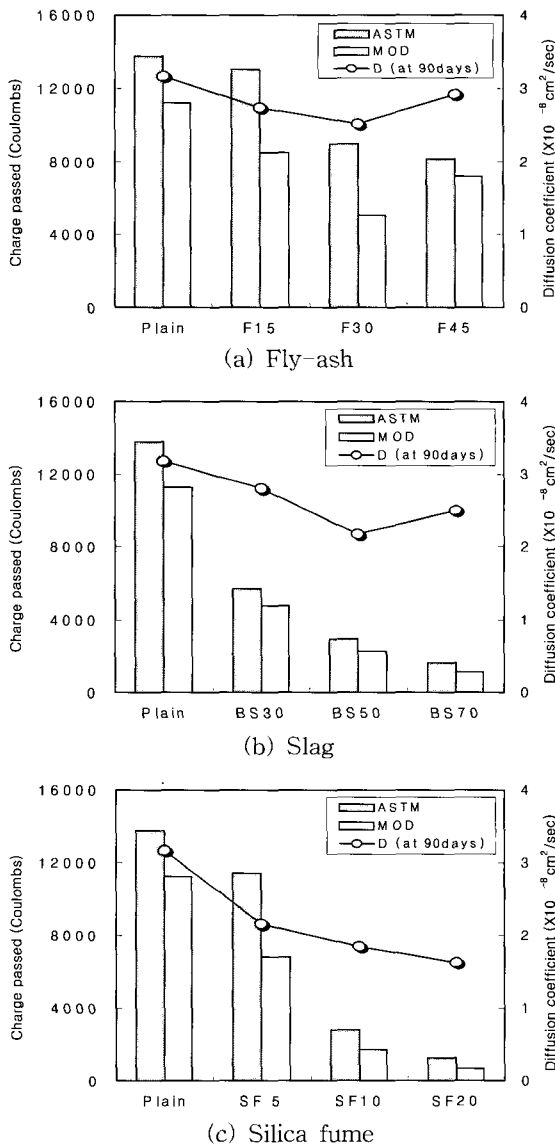 16000
12000
8000
4000
0
Charge passed (Coulombs)
ASTM
MOD
D (at 90days)
4
3
2
1
0
Diffusion coefficient (X10 ⁻⁸ cm²/sec)
Plain F15 F30 F45
(a) Fly-ash
16000
12000
8000
4000
0
Charge passed (Coulombs)
ASTM
MOD
D (at 90days)
4
3
2
1
0
Diffusion coefficient (X10 ⁻⁸ cm²/sec)
Plain BS30 BS50 BS70
(b) Slag
16000
12000
8000
4000
0
Charge passed (Coulombs)
ASTM
MOD
D (at 90days)
4
3
2
1
0
Diffusion coefficient (X10 ⁻⁸ cm²/sec)
Plain SF 5 SF10 SF20
(c) Silica fume